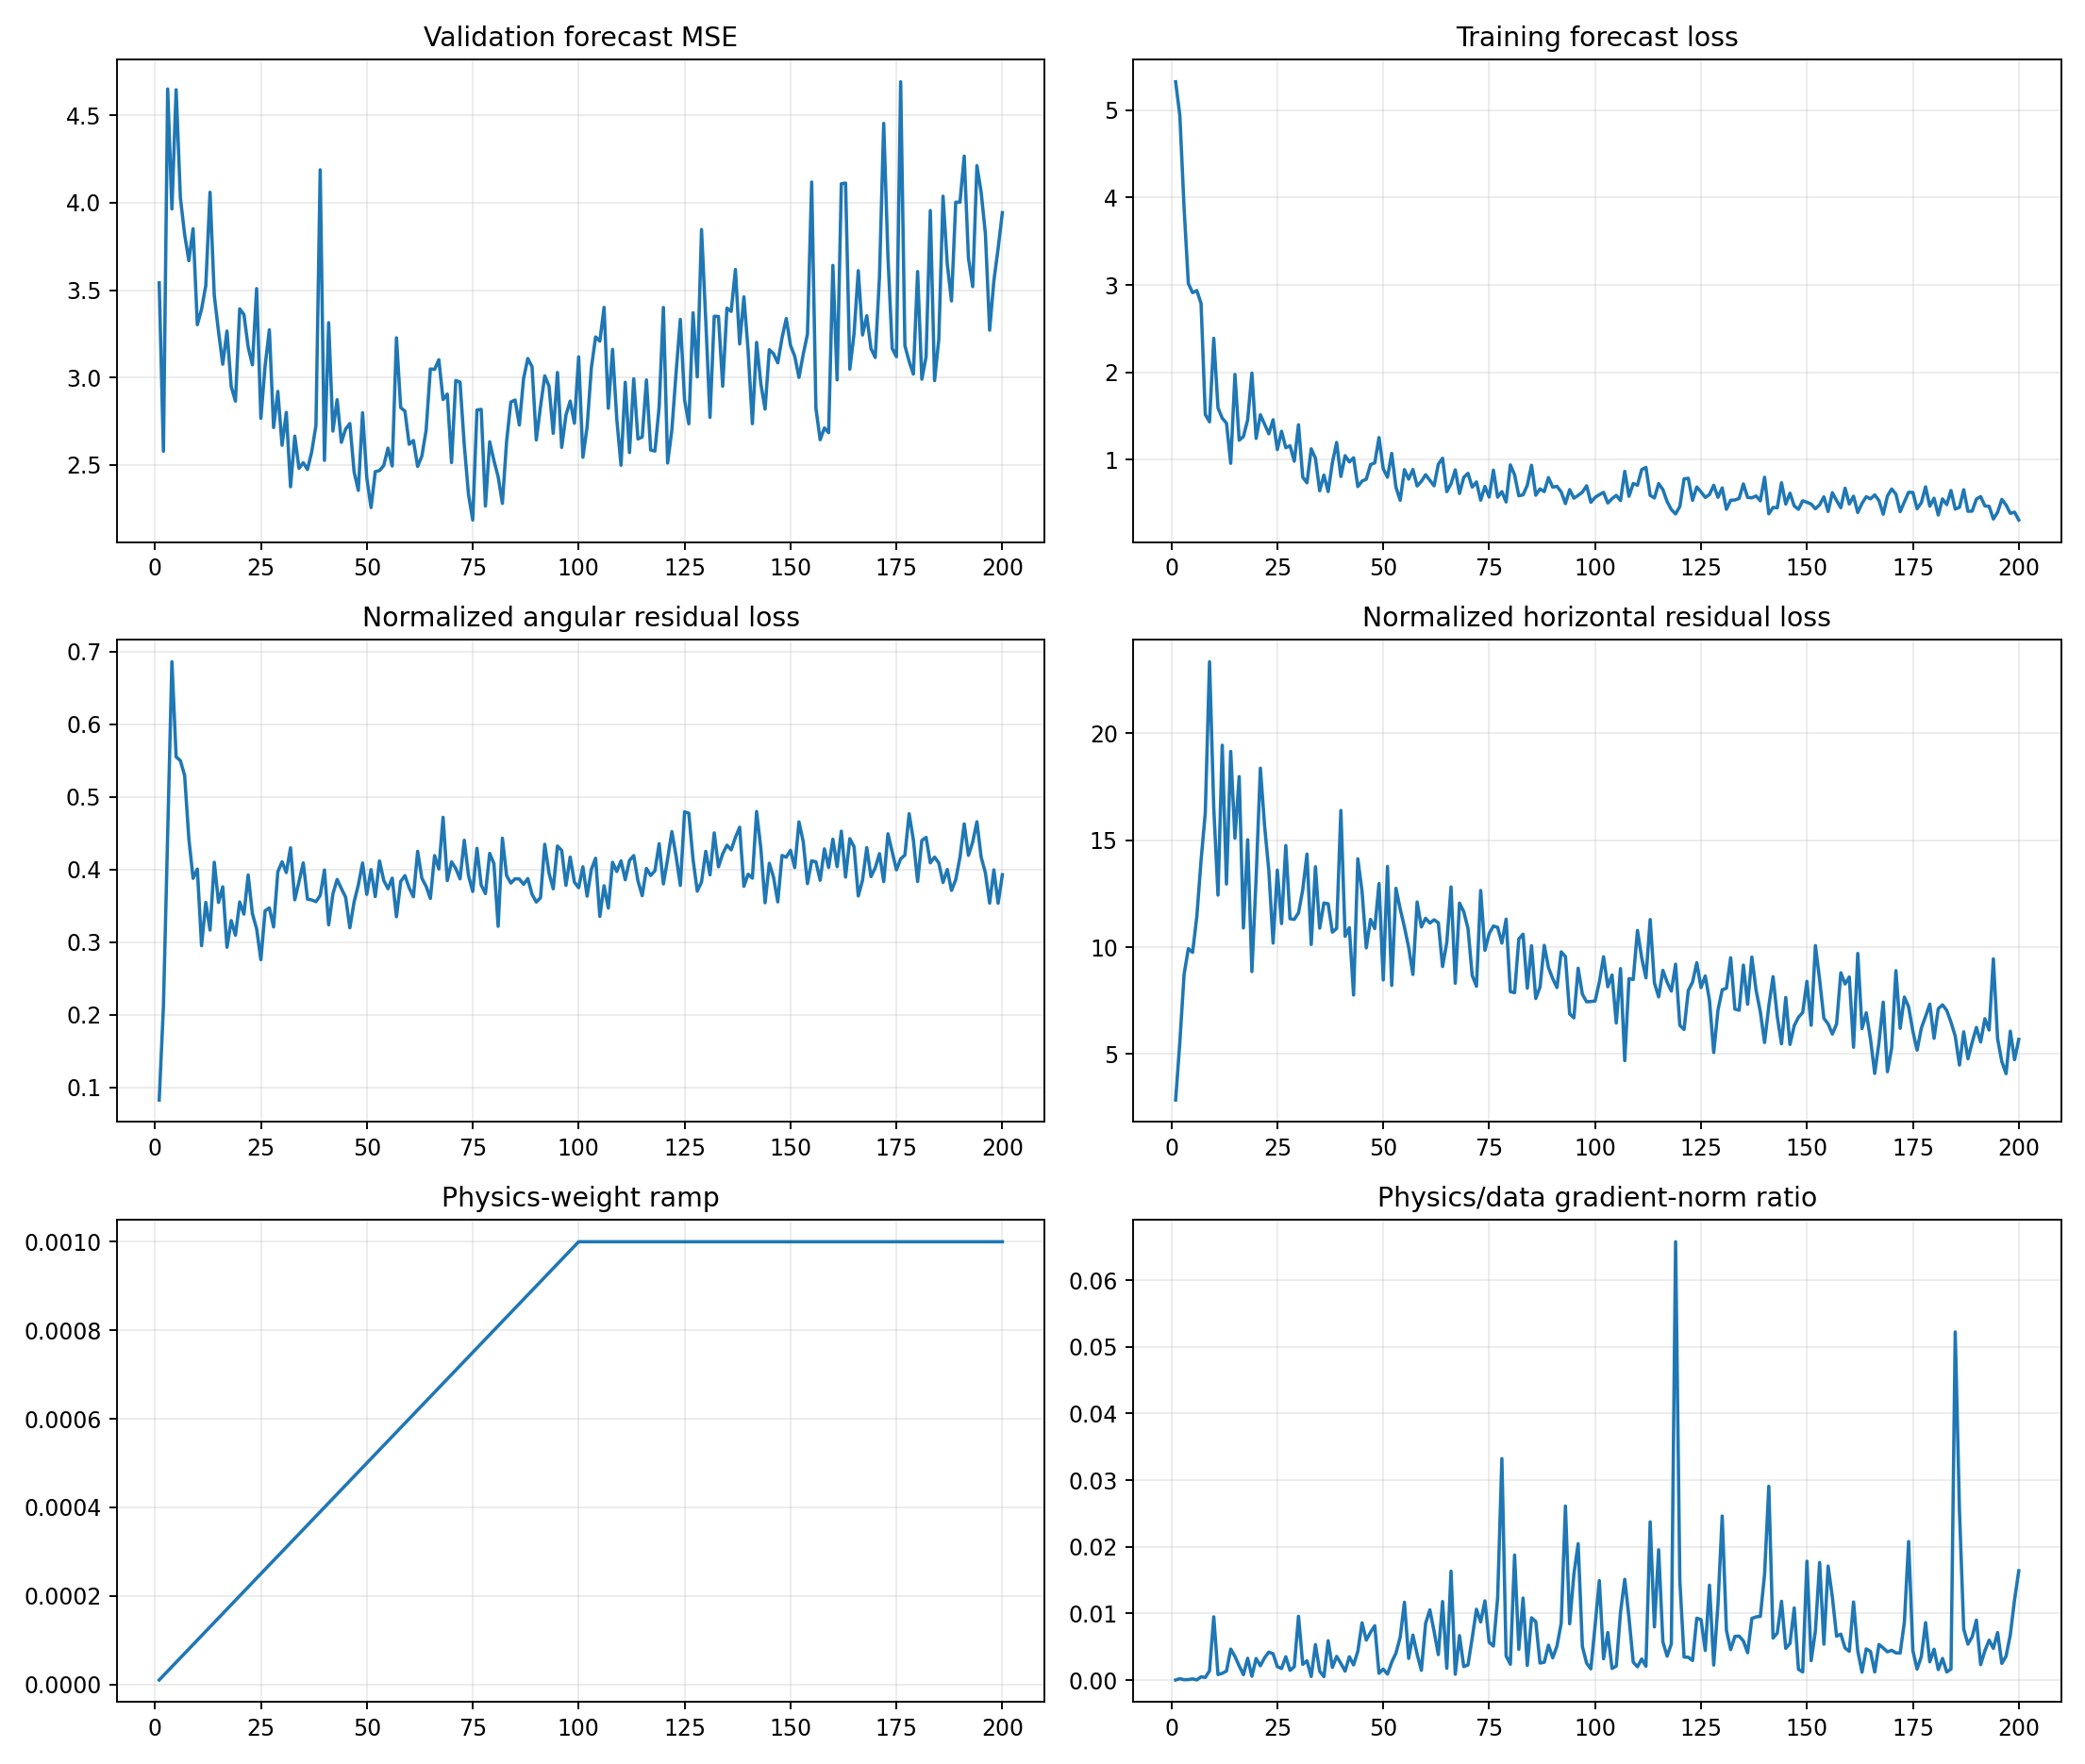 Validation forecast MSE
4.5
4.0
3.5
3.0
2.5
0 25 50 75 100 125 150 175 200
Training forecast loss
5
4
3
2
1
0 25 50 75 100 125 150 175 200
Normalized angular residual loss
0.7
0.6
0.5
0.4
0.3
0.2
0.1
0 25 50 75 100 125 150 175 200
Normalized horizontal residual loss
20
15
10
5
0 25 50 75 100 125 150 175 200
Physics-weight ramp
0.0010
0.0008
0.0006
0.0004
0.0002
0.0000
0 25 50 75 100 125 150 175 200
Physics/data gradient-norm ratio
0.06
0.05
0.04
0.03
0.02
0.01
0.00
0 25 50 75 100 125 150 175 200